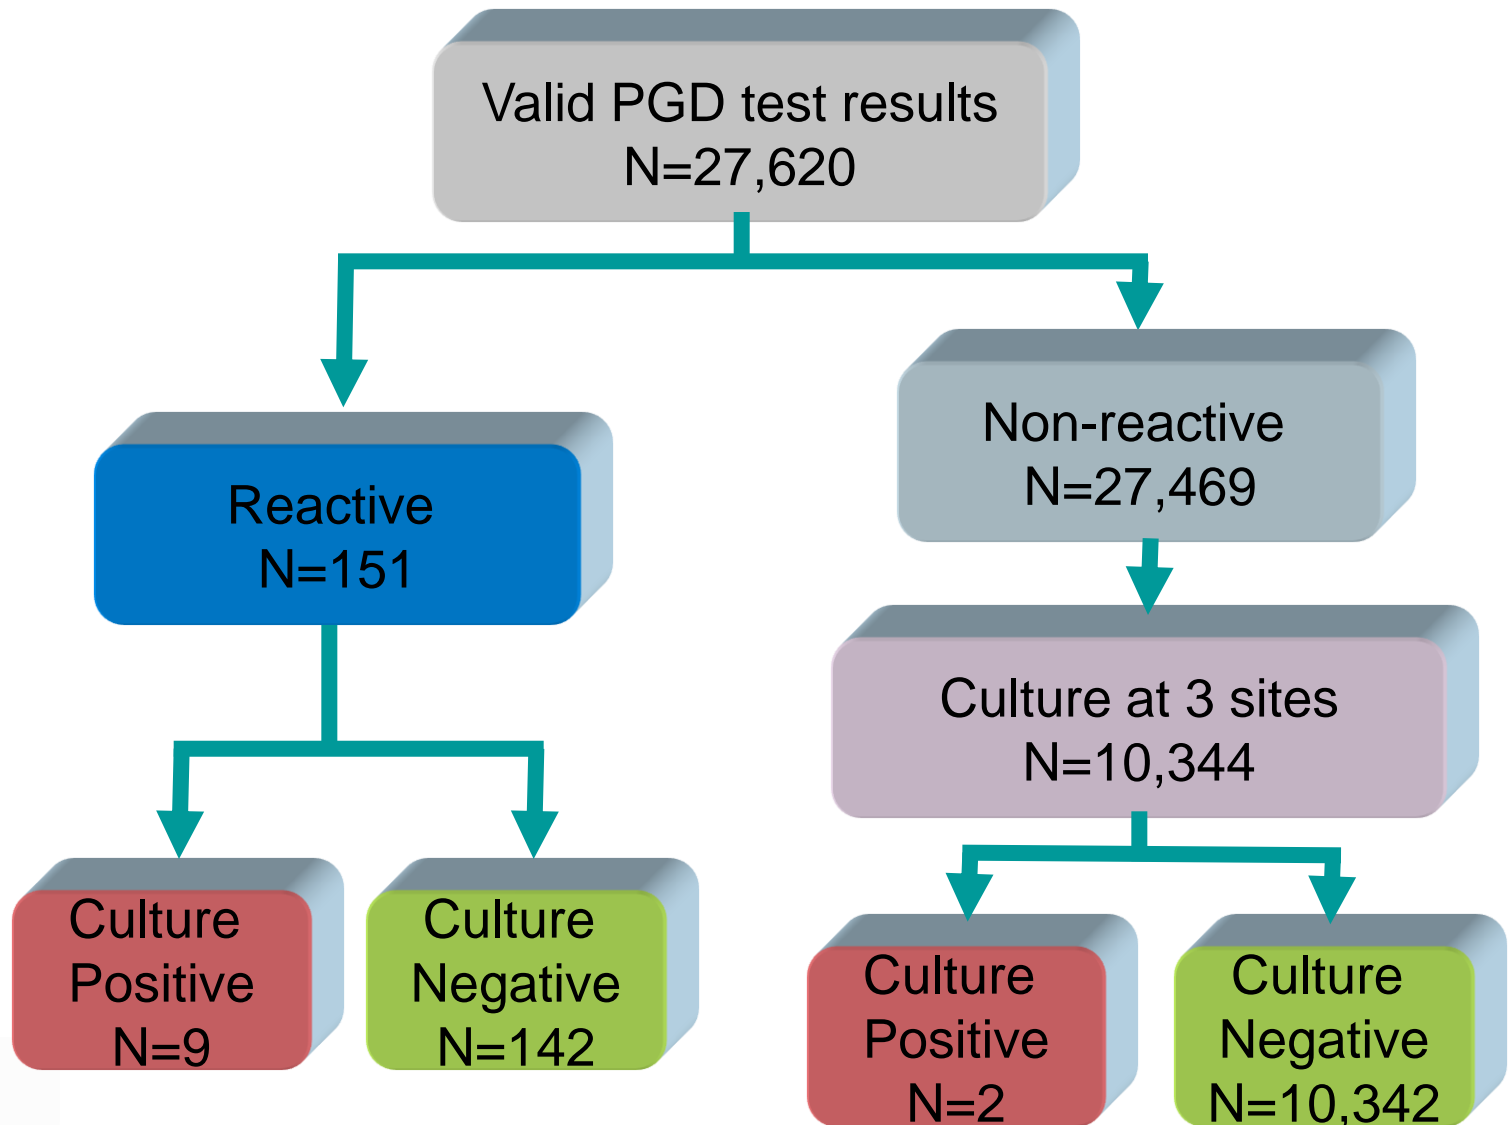 Valid PGD test results
N=27,620
Reactive
N=151
Non-reactive
N=27,469
Culture at 3 sites
N=10,344
Culture
Positive
N=9
Culture
Negative
N=142
Culture
Positive
N=2
Culture
Negative
N=10,342